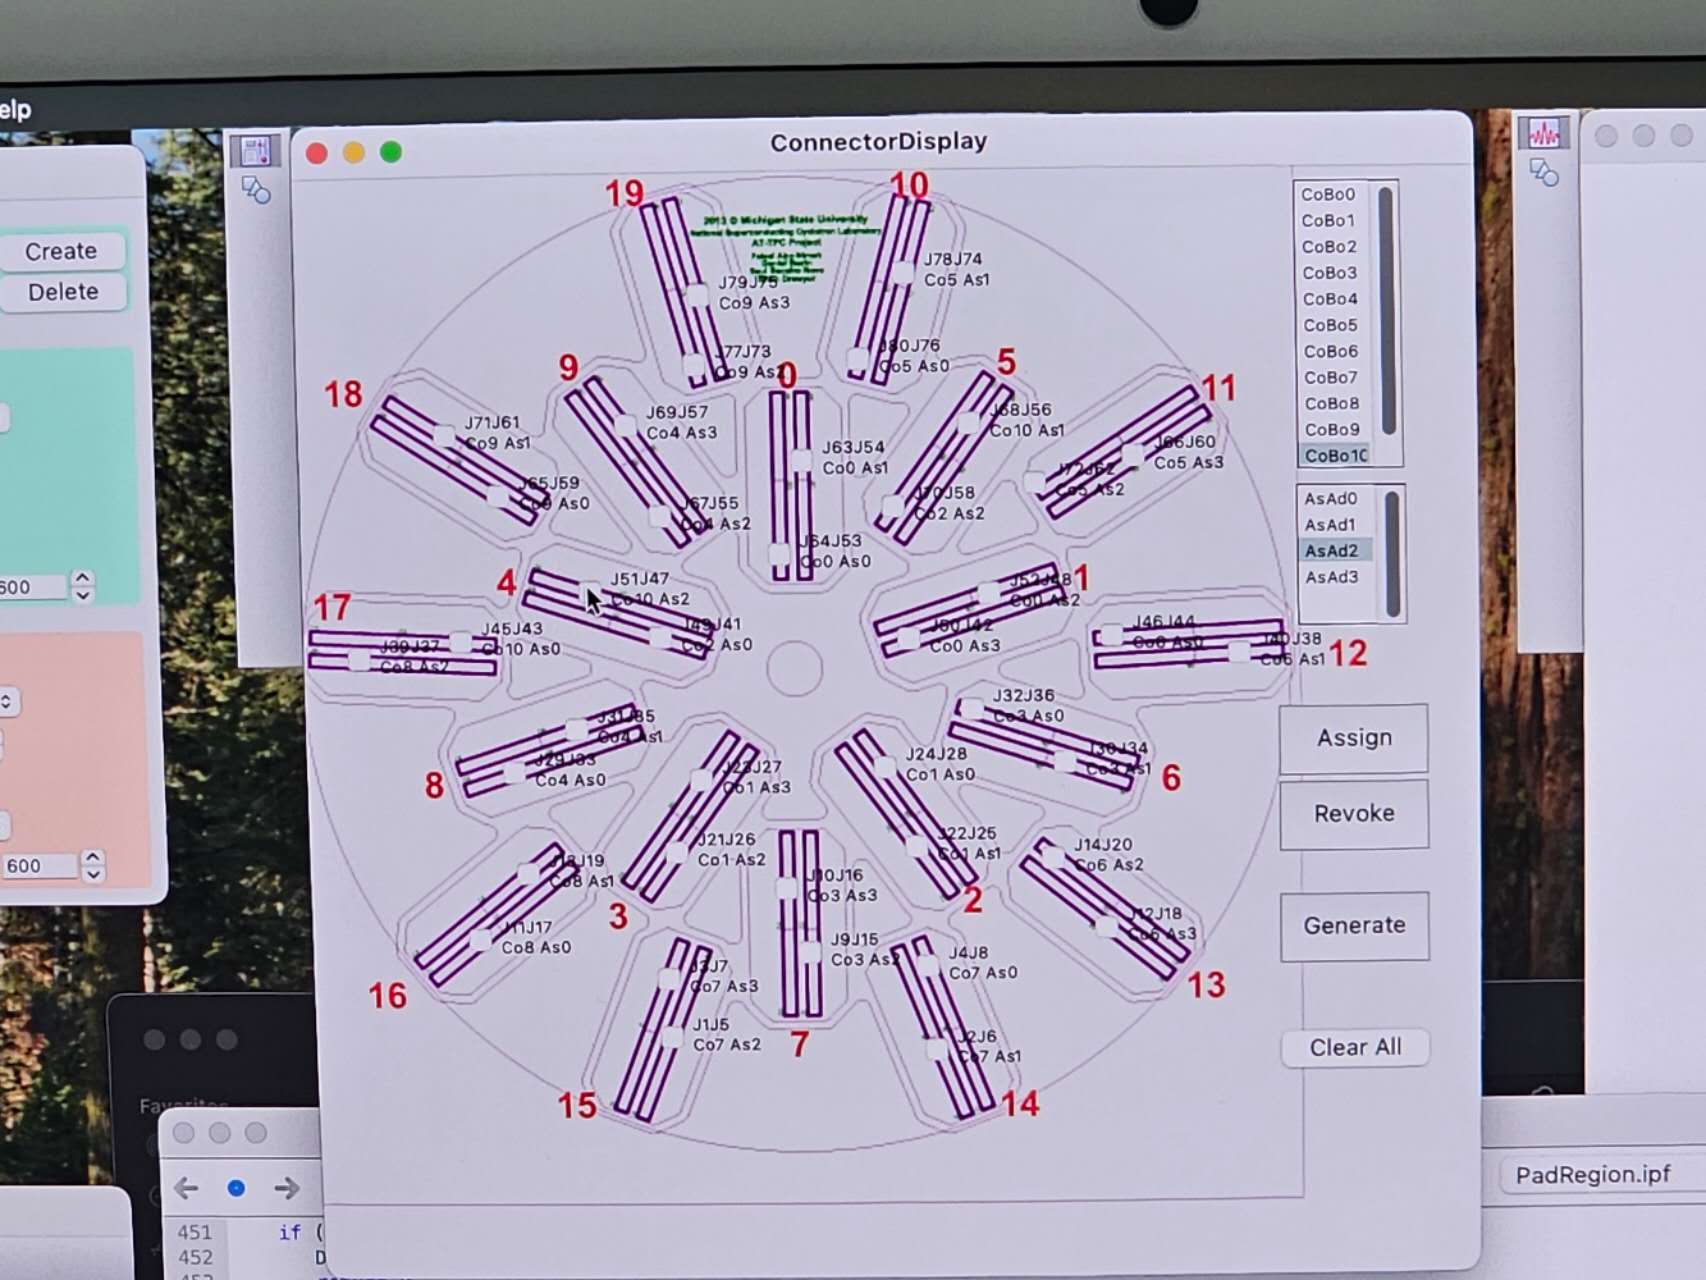 elp
ConnectorDisplay
Create
Delete
600
600
19
10
2013 © Michigan State University
National Superconducting Cyclotron Laboratory
AT-TPC Project
J79J75
Co9 As3
J78J74
Co5 As1
J77J73
Co9 As2
J80J76
Co5 As0
18
9
0
5
11
J71J61
Co9 As1
J69J57
Co4 As3
J63J54
Co0 As1
J68J56
Co10 As1
J66J60
Co5 As3
J65J59
Co9 As0
J67J55
Co4 As2
J64J53
Co0 As0
J70J58
Co2 As2
J72J62
Co5 As2
4
1
J51J47
Co10 As2
J52J48
Co0 As2
J49J41
Co2 As0
J50J42
Co0 As3
17
J45J43
Co10 As0
J39J37
Co8 As2
J46J44
Co6 As0
J40J38
Co6 As1
12
J31J35
Co4 As1
J29J33
Co4 As0
8
J32J36
Co3 As0
J30J34
Co3 As1
6
J23J27
Co1 As3
J24J28
Co1 As0
J21J26
Co1 As2
J22J25
Co1 As1
3
2
J13J19
Co8 As1
J11J17
Co8 As0
16
J10J16
Co3 As3
J9J15
Co3 As2
7
J14J20
Co6 As2
J12J18
Co6 As3
13
J3J7
Co7 As3
J1J5
Co7 As2
15
J4J8
Co7 As0
J2J6
Co7 As1
14
CoBo0
CoBo1
CoBo2
CoBo3
CoBo4
CoBo5
CoBo6
CoBo7
CoBo8
CoBo9
CoBo10
AsAd0
AsAd1
AsAd2
AsAd3
Assign
Revoke
Generate
Clear All
Favorites
451 if (
452 D
PadRegion.ipf